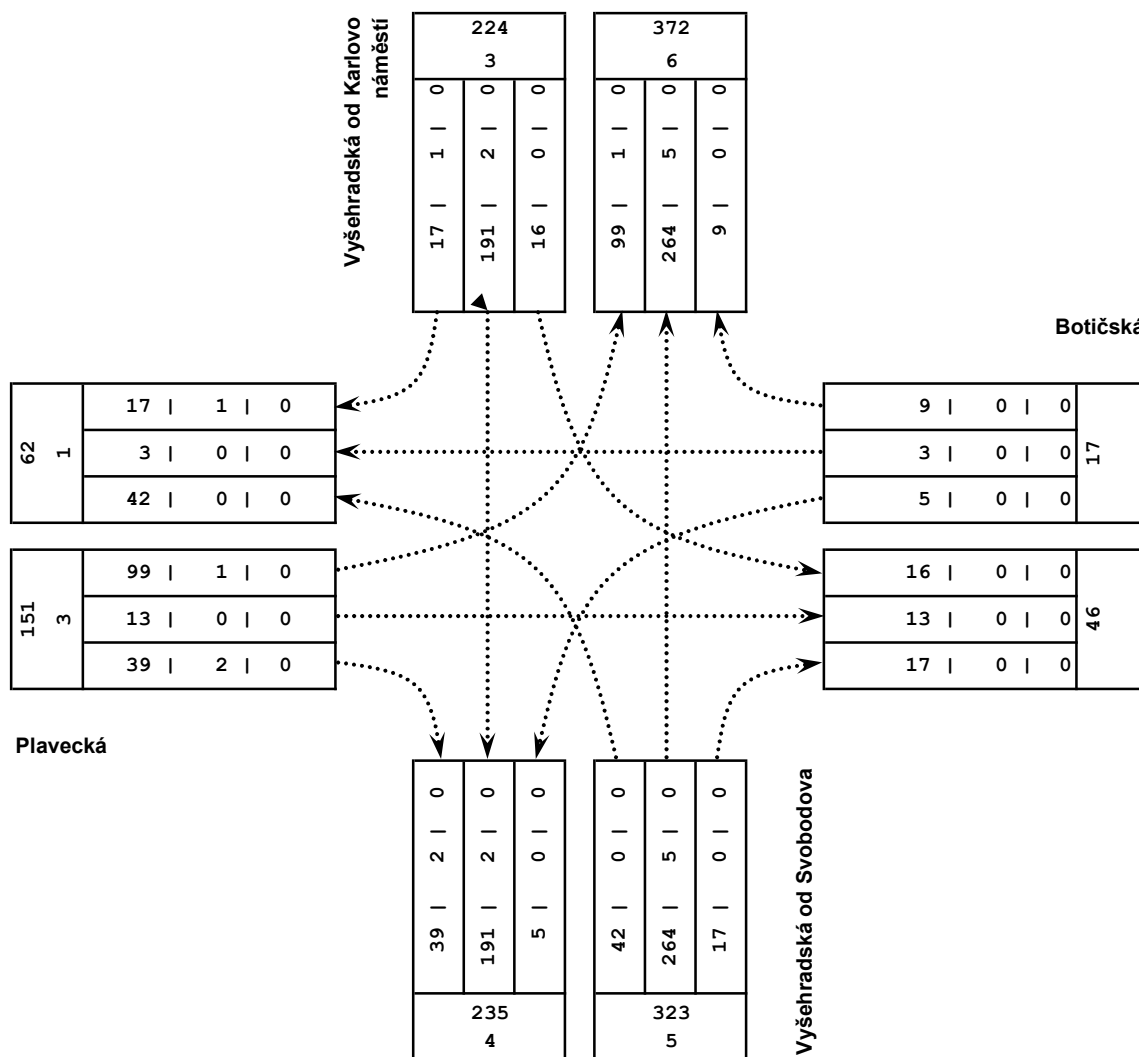 Vyšehradská od Karlovo
náměstí
224
3
17 | 1 | 0
191 | 2 | 0
16 | 0 | 0
372
6
99 | 1 | 0
264 | 5 | 0
9 | 0 | 0
Botičská
62
1
17 | 1 | 0
3 | 0 | 0
42 | 0 | 0
9 | 0 | 0
3 | 0 | 0
5 | 0 | 0
17
151
3
99 | 1 | 0
13 | 0 | 0
39 | 2 | 0
16 | 0 | 0
13 | 0 | 0
17 | 0 | 0
46
Plavecká
39 | 2 | 0
191 | 2 | 0
5 | 0 | 0
235
4
42 | 0 | 0
264 | 5 | 0
17 | 0 | 0
323
5
Vyšehradská od Svobodova